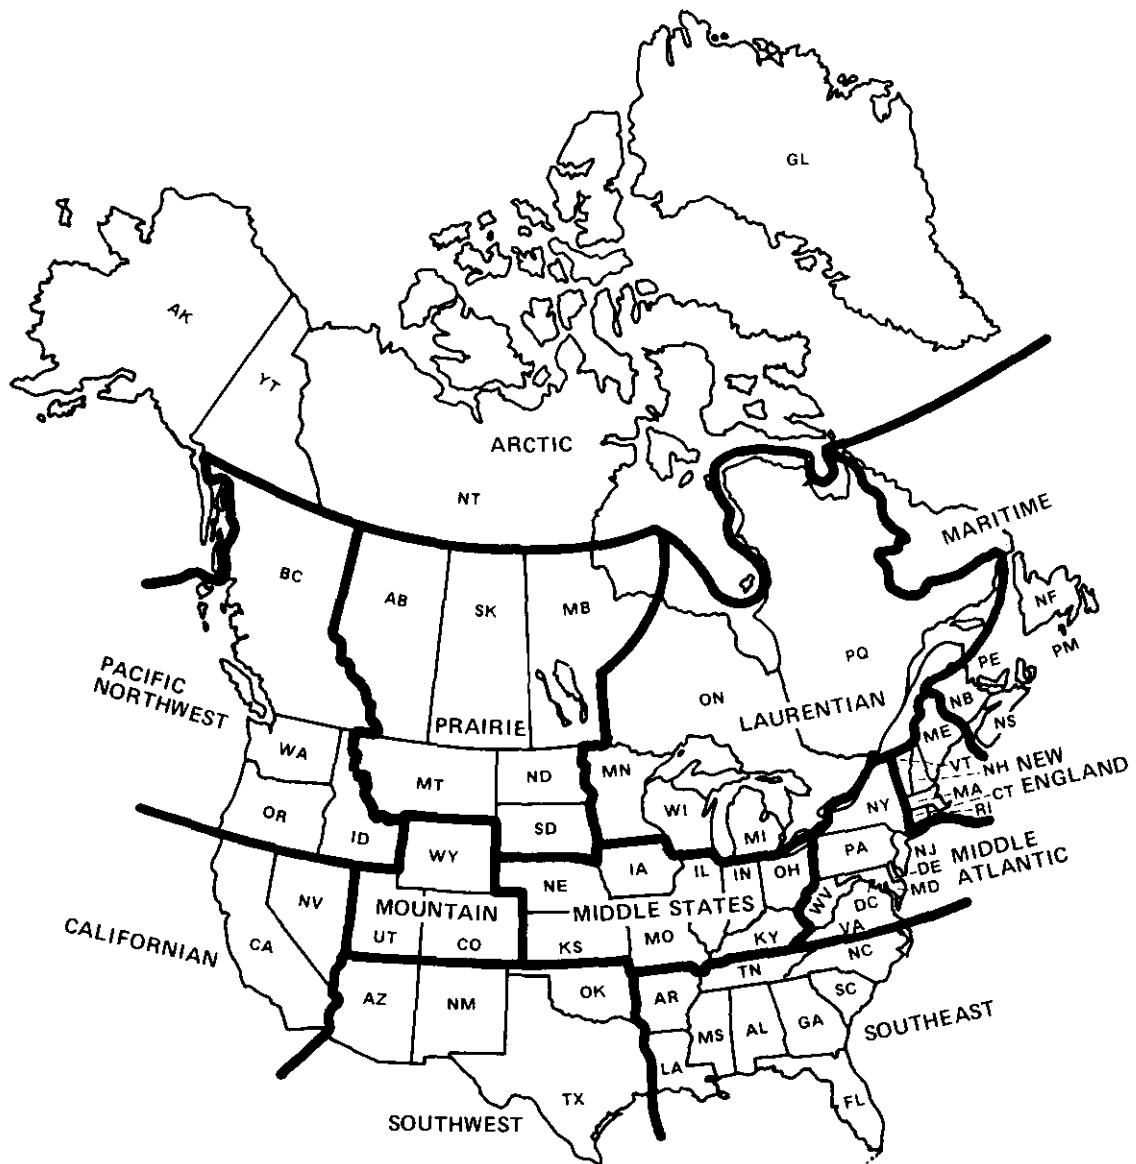 GL
AK
YT
ARCTIC
NT
MARITIME
BC
AB
SK
MB
NF
PM
PQ
PE
PACIFIC
NORTHWEST
ON
LAURENTIAN
NB
NS
PRAIRIE
WA
ME
MT
ND
MN
VT
NH
NEW
ENGLAND
MA
CT
RI
OR
ID
SD
WI
MI
NY
WY
PA
NJ
DE
MD
MIDDLE
ATLANTIC
IA
IL
IN
OH
NE
WV
DC
VA
NV
MOUNTAIN
MIDDLE STATES
CALIFORNIAN
CA
UT
CO
KS
MO
KY
NC
TN
AZ
NM
OK
AR
SC
SOUTHEAST
MS
AL
GA
LA
TX
FL
SOUTHWEST